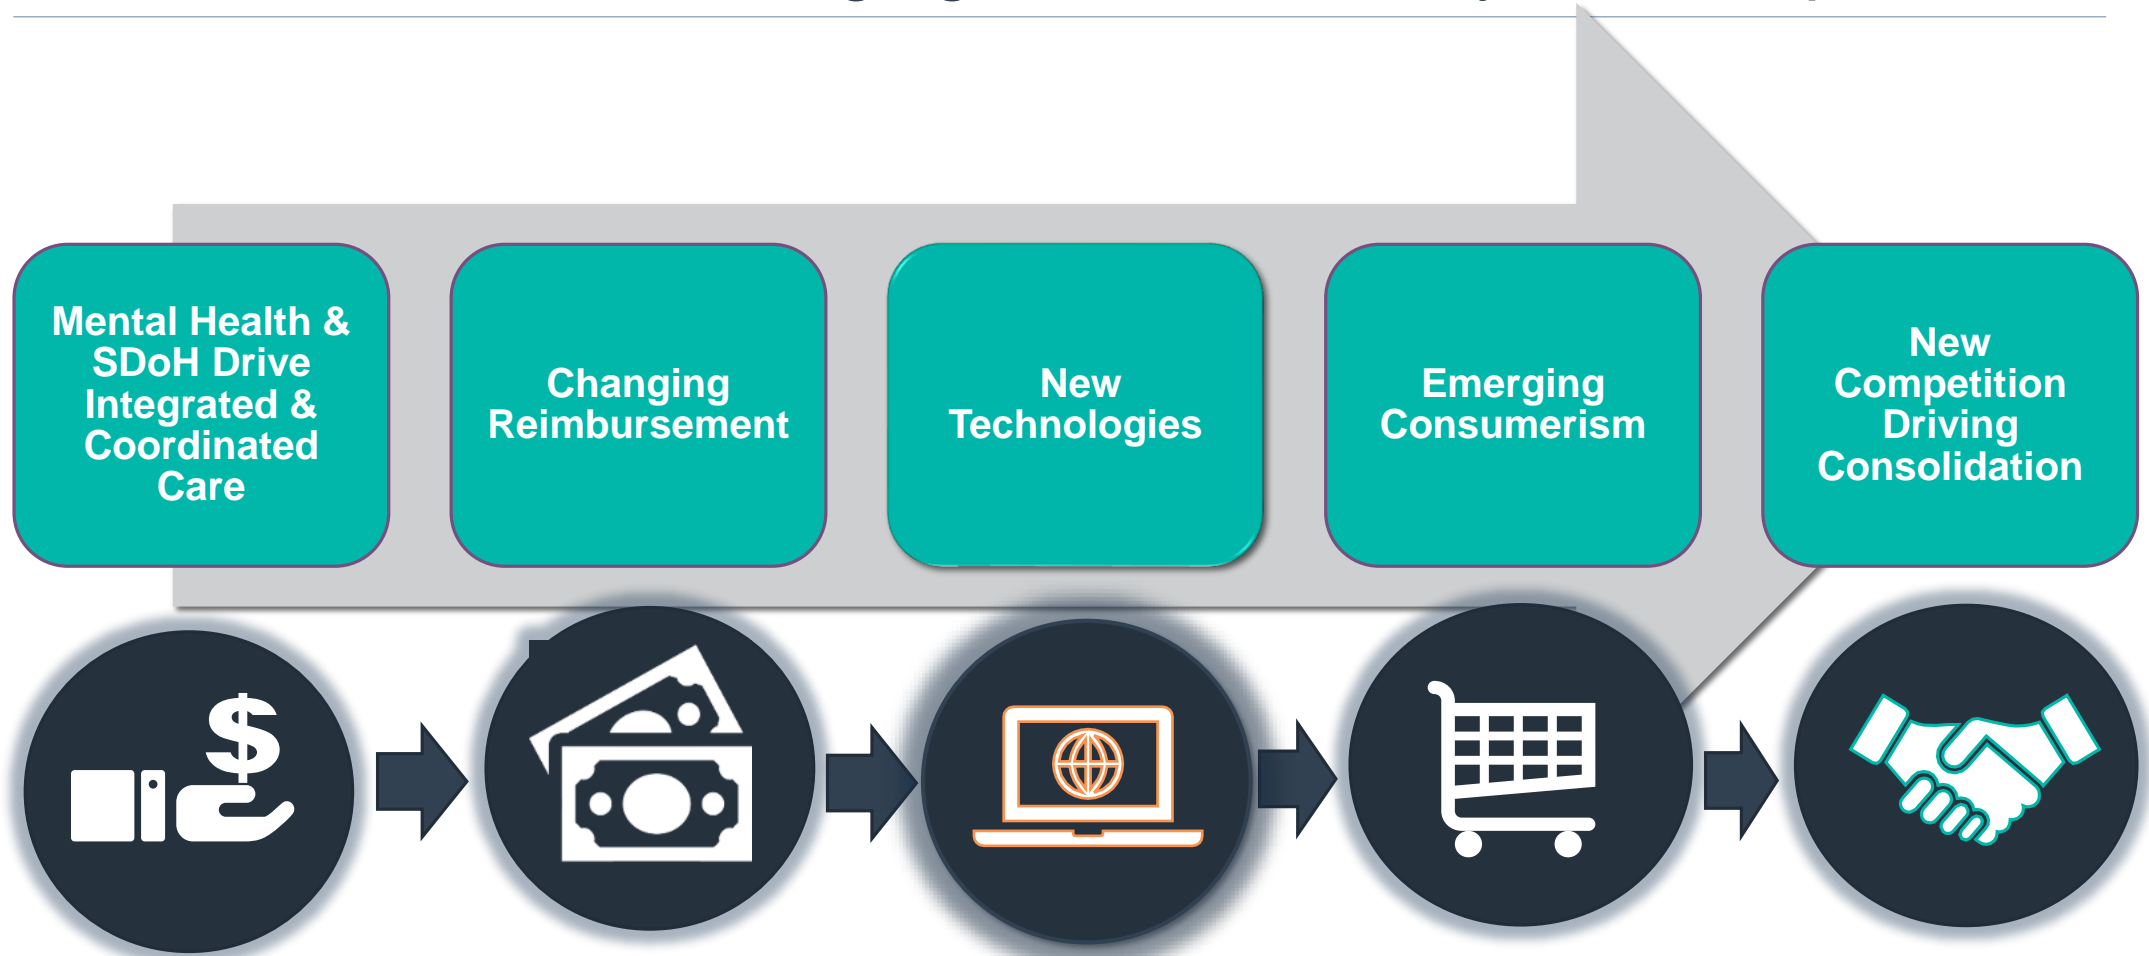 Mental Health &
SDoH Drive
Integrated &
Coordinated
Care
Changing
Reimbursement
New
Technologies
Emerging
Consumerism
New
Competition
Driving
Consolidation
$